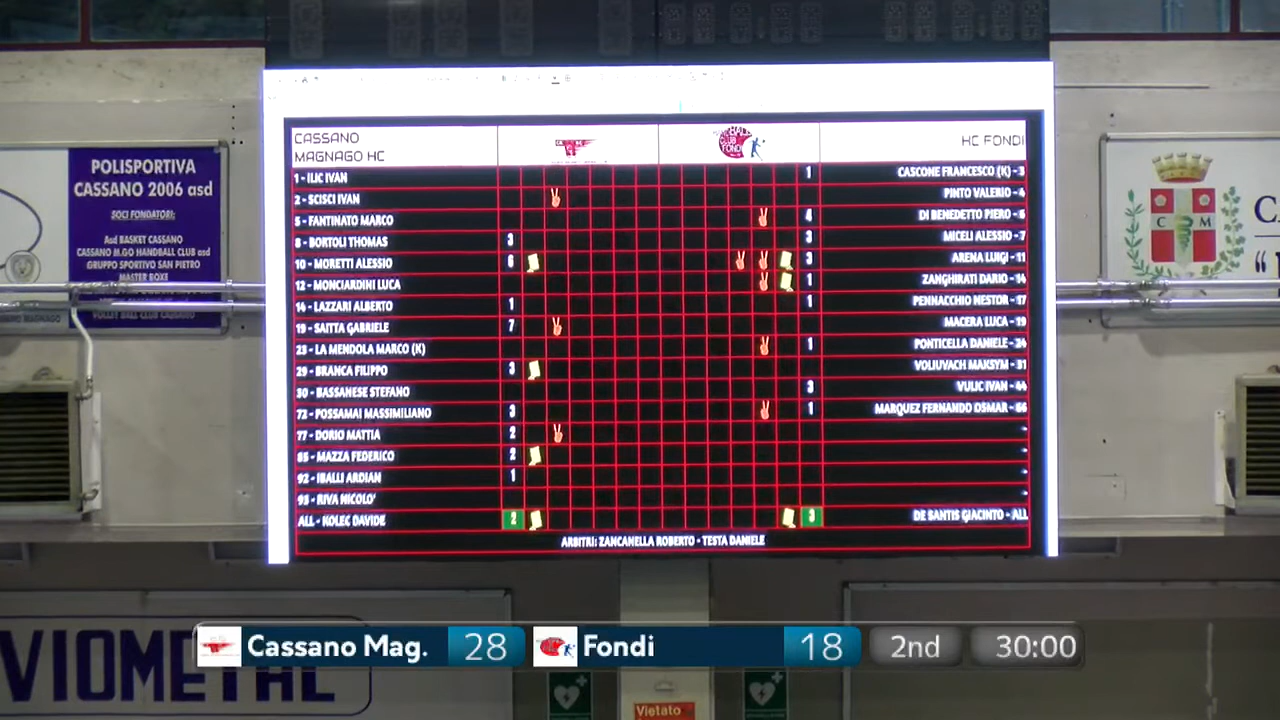 CASSANO
MAGNAGO HC
HC FONDI
1 - ILIC IVAN
1 CASCONE FRANCESCO (K) - 3
2 - SCISCI IVAN
PINTO VALERIO - 4
5 - FANTINATO MARCO
4 DI BENEDETTO PIERO - 6
8 - BORTOLI THOMAS 3
3 MICELI ALESSIO - 7
10 - MORETTI ALESSIO 6
3 ARENA LUIGI - 11
12 - MONCIARDINI LUCA
1 ZANGHIRATI DARIO - 14
14 - LAZZARI ALBERTO 1
1 PENNACCHIO NESTOR - 17
19 - SAITTA GABRIELE 7
MACERA LUCA - 19
23 - LA MENDOLA MARCO (K)
1 PONTICELLA DANIELE - 24
29 - BRANCA FILIPPO 3
VOLIUVACH MAKSYM - 31
30 - BASSANESE STEFANO
3 VULIC IVAN - 44
72 - POSSAMAI MASSIMILIANO 3
1 MARQUEZ FERNANDO OSMAR - 66
77 - DORIO MATTIA 2
-
85 - MAZZA FEDERICO 2
-
92 - IBALLI ARDIAN 1
-
93 - RIVA NICOLO'
-
ALL - KOLEC DAVIDE 2
3 DE SANTIS GIACINTO - ALL
ARBITRI: ZANCANELLA ROBERTO - TESTA DANIELE
POLISPORTIVA
CASSANO 2006 asd
SOCI FONDATORI:
Asd BASKET CASSANO
CASSANO M.GO HANDBALL CLUB asd
GRUPPO SPORTIVO SAN PIETRO
MASTER BOXE
VOLLEY BALL CLUB CASSANO
C M
C
"
VIOMETAL
Cassano Mag. 28 Fondi 18 2nd 30:00
Vietato